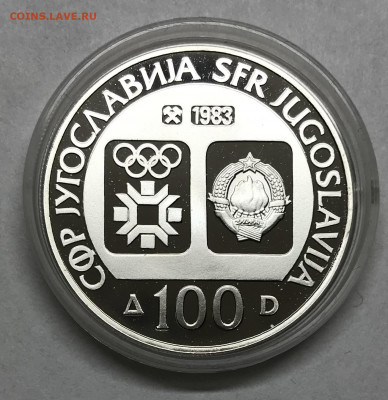 COINS.LAVE.RU
СФР ЈУГОСЛАВИЈА SFR JUGOSLAVIJA
1983
Д 100 D